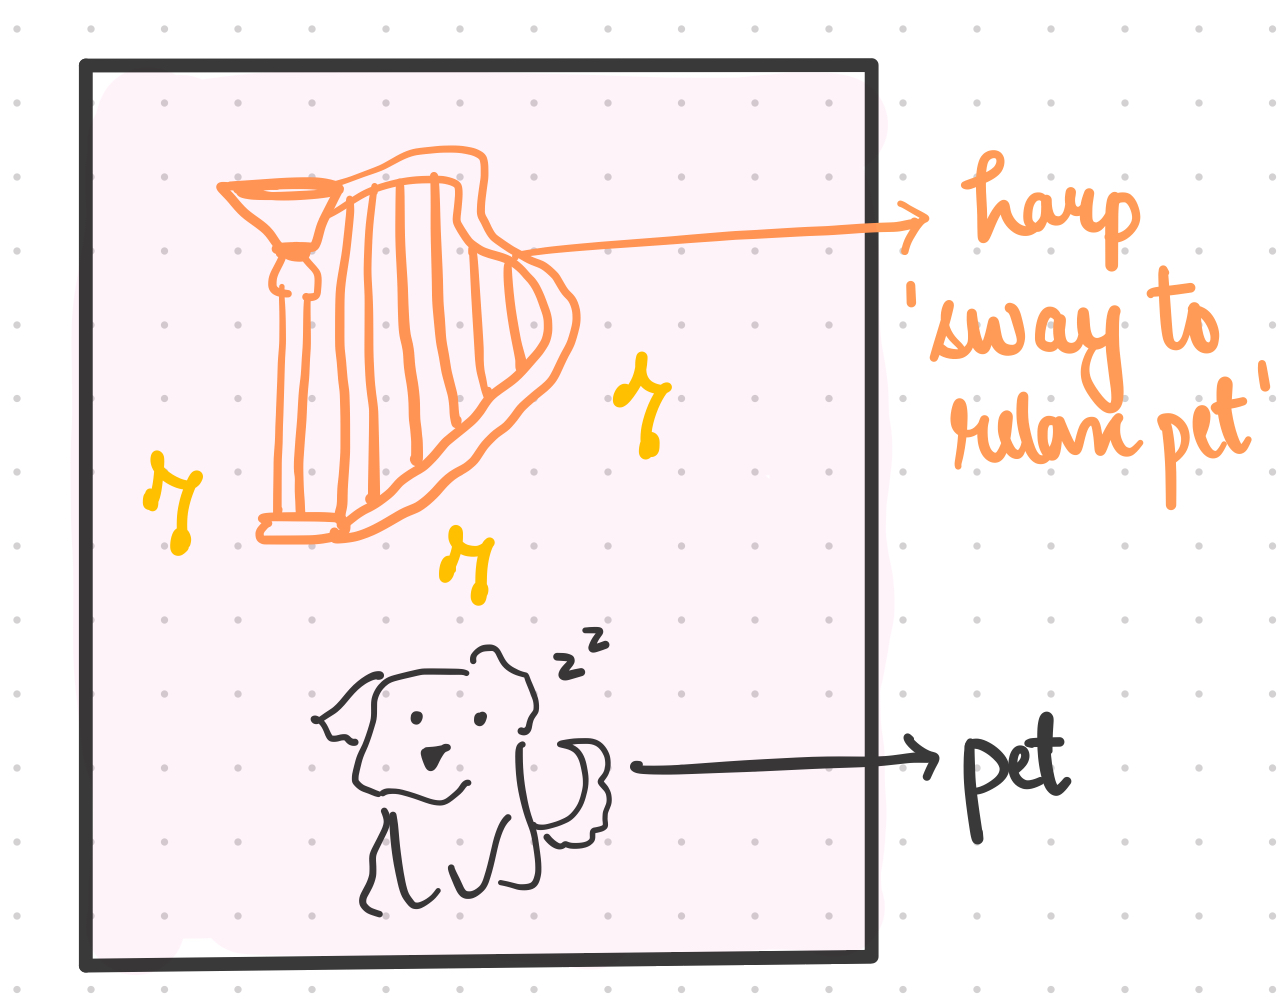 harp
'sway to
relax pet'
z z
pet